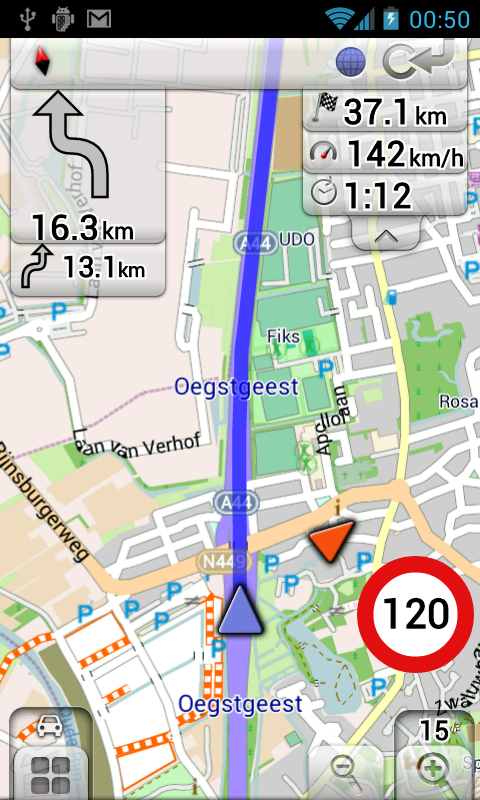 00:50
37.1 km
142 km/h
1:12
16.3 km
13.1 km
A44
UDO
Fiks
Oegstgeest
Rosa
Apolloaan
Laan van Verhof
Rijnsburgerweg
A44
N449
120
Oegstgeest
15
P
P
P
P
P
P
P
P
P
P
P